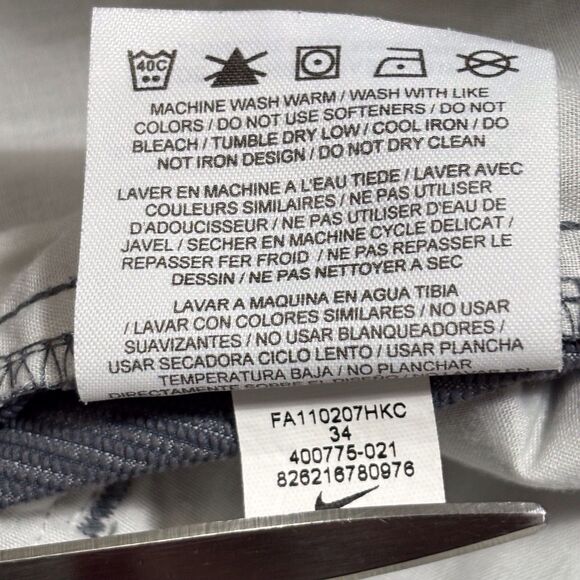 40C
MACHINE WASH WARM / WASH WITH LIKE
COLORS / DO NOT USE SOFTENERS / DO NOT
BLEACH / TUMBLE DRY LOW / COOL IRON / DO
NOT IRON DESIGN / DO NOT DRY CLEAN
LAVER EN MACHINE A L'EAU TIEDE / LAVER AVEC
COULEURS SIMILAIRES / NE PAS UTILISER
D'ADOUCISSEUR / NE PAS UTILISER D'EAU DE
JAVEL / SECHER EN MACHINE CYCLE DELICAT /
REPASSER FER FROID / NE PAS REPASSER LE
DESSIN / NE PAS NETTOYER A SEC
LAVAR A MAQUINA EN AGUA TIBIA
/ LAVAR CON COLORES SIMILARES / NO USAR
SUAVIZANTES / NO USAR BLANQUEADORES /
USAR SECADORA CICLO LENTO / USAR PLANCHA
TEMPERATURA BAJA / NO PLANCHAR
DIRECTAMENTE SOBRE EL
FA110207HKC
34
400775-021
826216780976